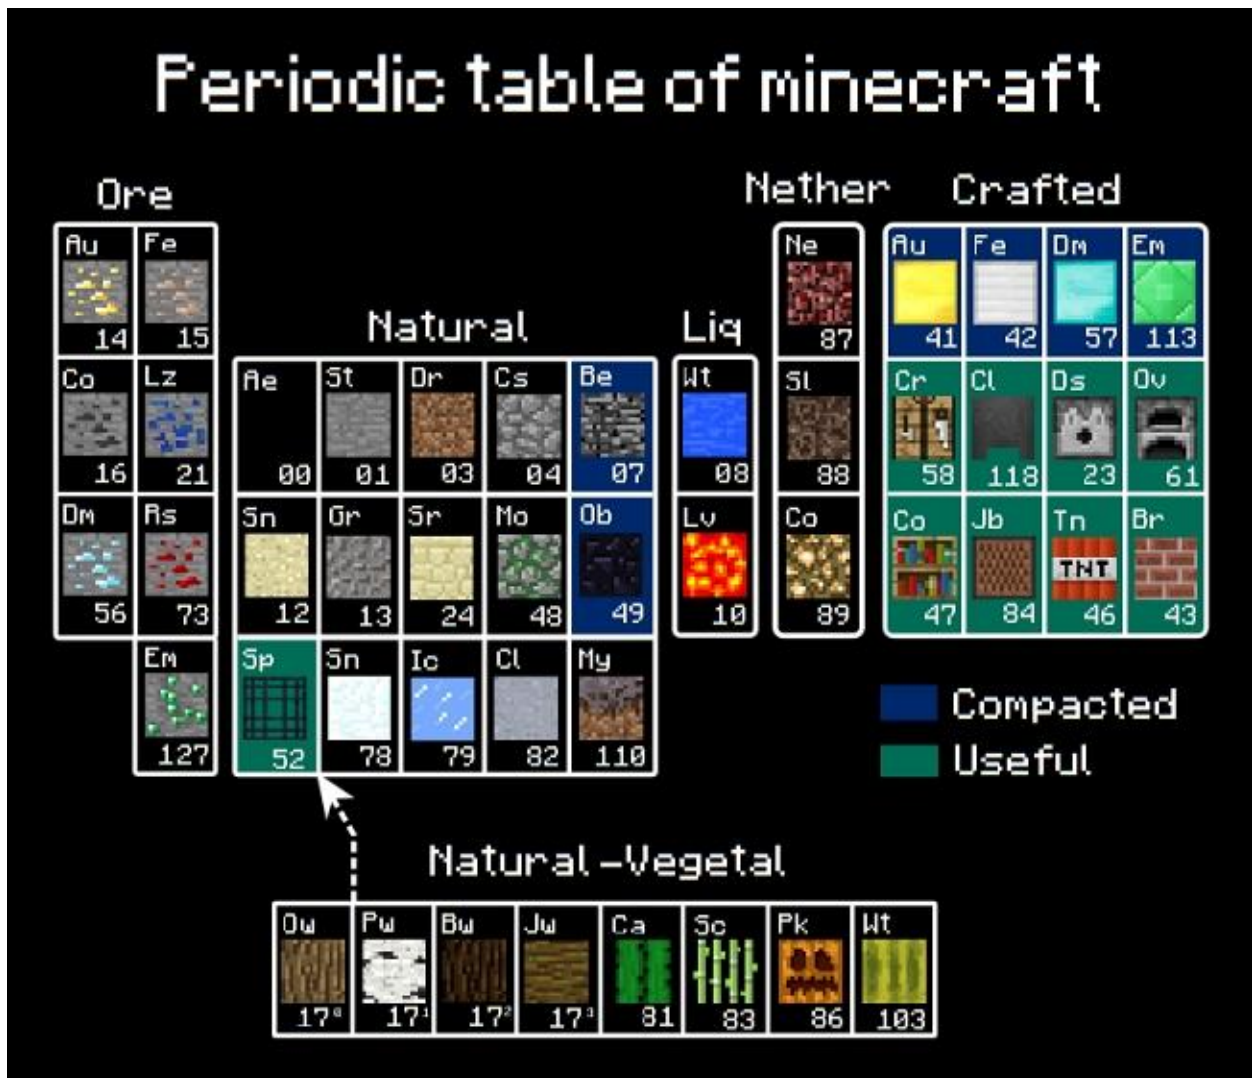 Periodic table of minecraft
Ore
Nether
Crafted
Au
Fe
Ne
Au
Fe
Dm
Em
14
15
87
41
42
57
113
Natural
Liq
Co
Lz
Ae
St
Dr
Cs
Be
Wt
Sl
Cr
Cl
Ds
Ov
16
21
00
01
03
04
07
08
88
58
118
23
61
Dm
Rs
Sn
Gr
Sr
Mo
Ob
Lv
Co
Co
Jb
Tn
Br
TNT
56
73
12
13
24
48
49
10
89
47
84
46
43
Em
Sp
Sn
Ic
Cl
My
127
52
78
79
82
110
Compacted
Useful
Natural-Vegetal
Ow
Pw
Bw
Jw
Ca
Sc
Pk
Wt
17⁰
17¹
17²
17³
81
83
86
103